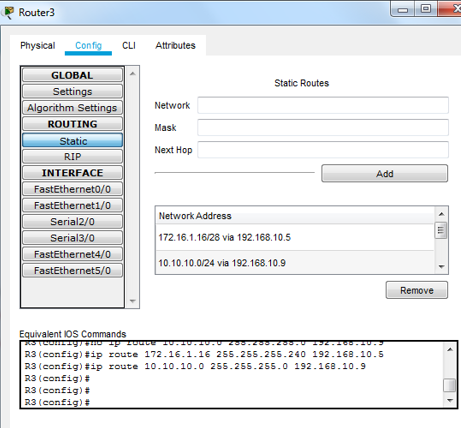 Router3
Physical Config CLI Attributes
GLOBAL
Settings
Algorithm Settings
ROUTING
Static
RIP
INTERFACE
FastEthernet0/0
FastEthernet1/0
Serial2/0
Serial3/0
FastEthernet4/0
FastEthernet5/0
Static Routes
Network
Mask
Next Hop
Add
Network Address
172.16.1.16/28 via 192.168.10.5
10.10.10.0/24 via 192.168.10.9
Remove
Equivalent IOS Commands
R3(config)#no ip route 10.10.10.0 255.255.255.0 192.168.10.9
R3(config)#ip route 172.16.1.16 255.255.255.240 192.168.10.5
R3(config)#ip route 10.10.10.0 255.255.255.0 192.168.10.9
R3(config)#
R3(config)#
R3(config)#